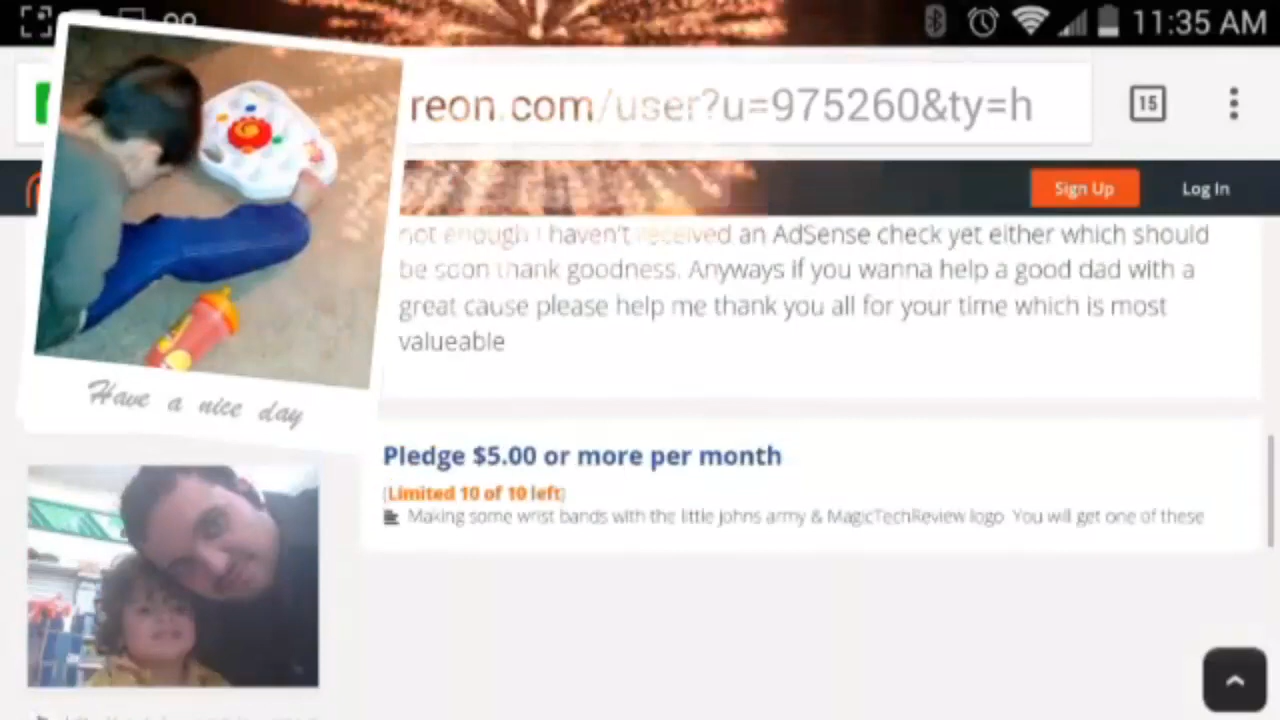 11:35 AM
reon.com/user?u=975260&ty=h
15
Sign Up
Log In
not enough I haven't received an AdSense check yet either which should
be soon thank goodness. Anyways if you wanna help a good dad with a
great cause please help me thank you all for your time which is most
valueable
Have a nice day
Pledge $5.00 or more per month
(Limited 10 of 10 left)
Making some wrist bands with the little johns army & MagicTechReview logo You will get one of these